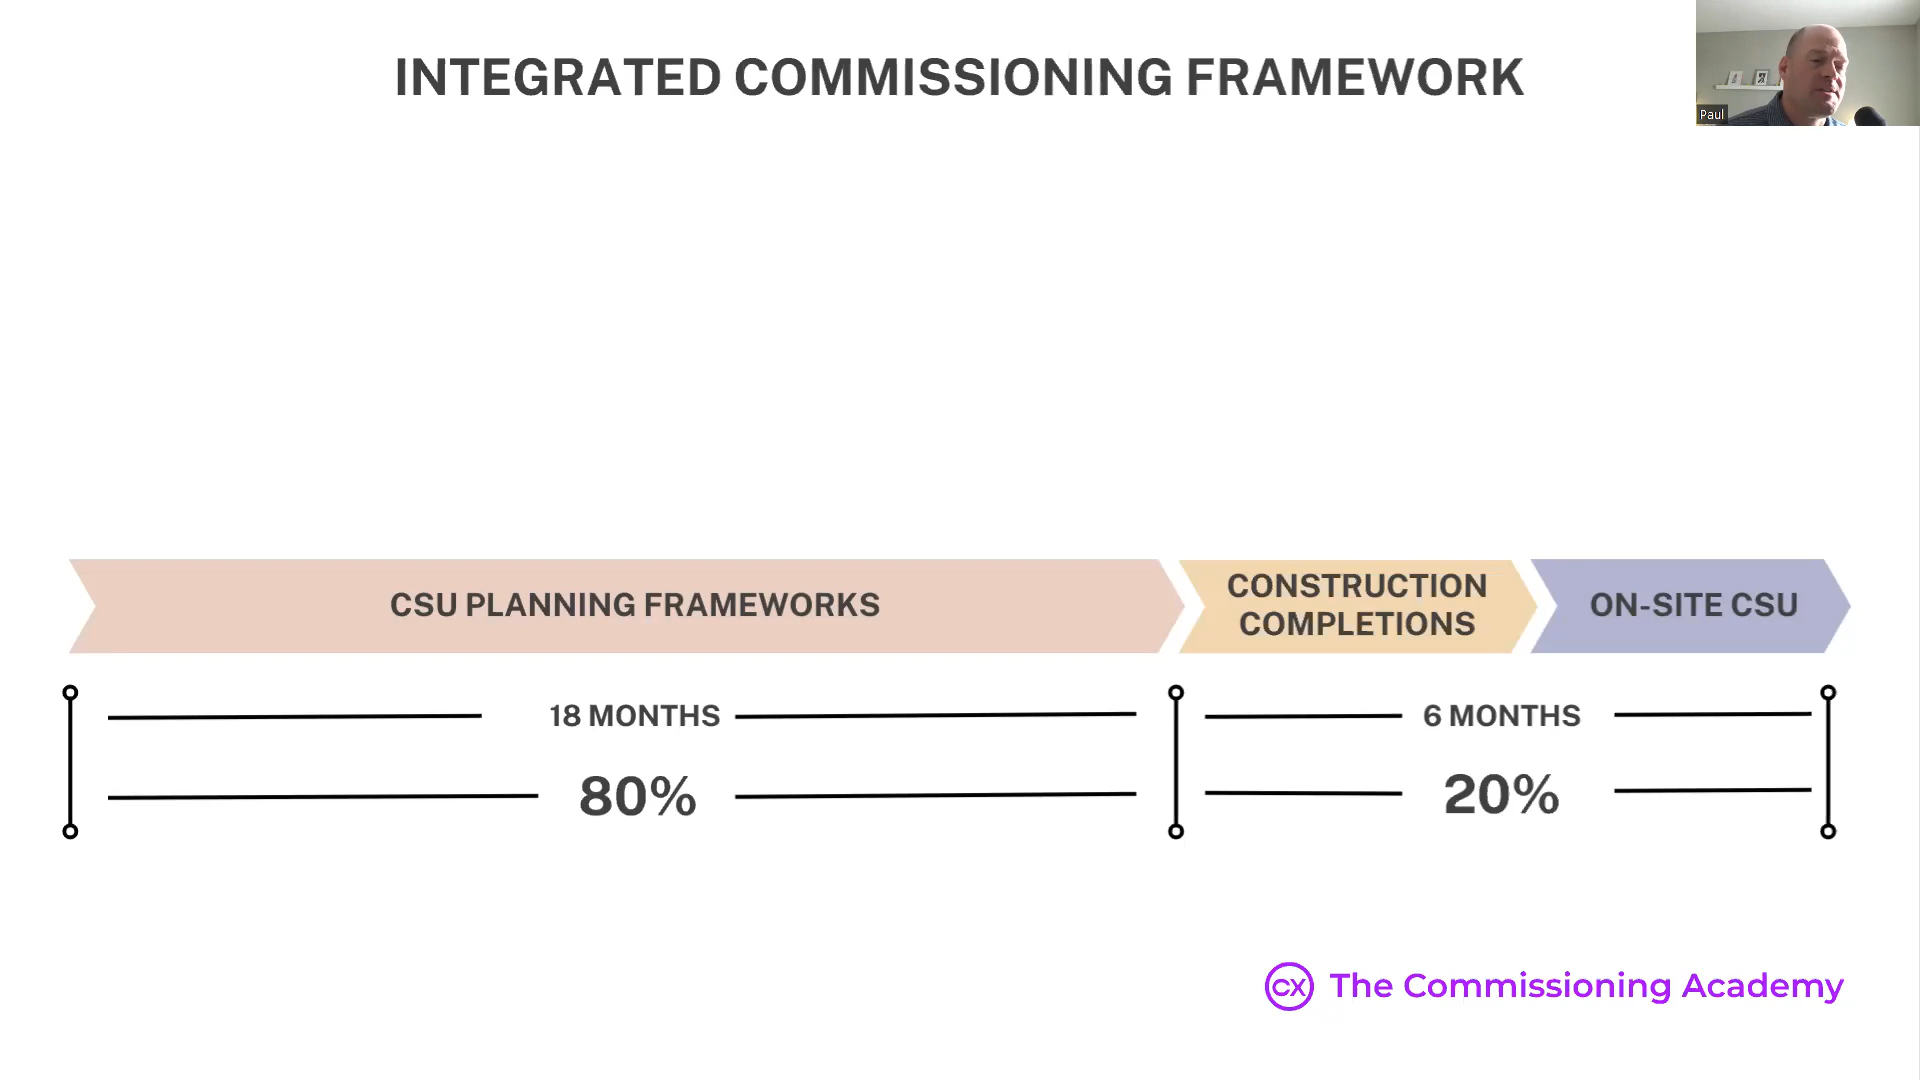 INTEGRATED COMMISSIONING FRAMEWORK
Paul
CSU PLANNING FRAMEWORKS
CONSTRUCTION
COMPLETIONS
ON-SITE CSU
18 MONTHS
6 MONTHS
80%
20%
CX The Commissioning Academy